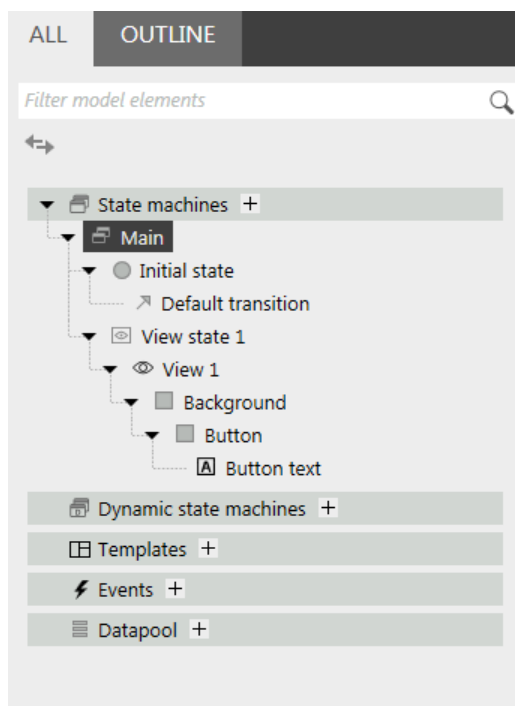 ALL OUTLINE
Filter model elements
State machines +
Main
Initial state
Default transition
View state 1
View 1
Background
Button
A Button text
Dynamic state machines +
Templates +
Events +
Datapool +